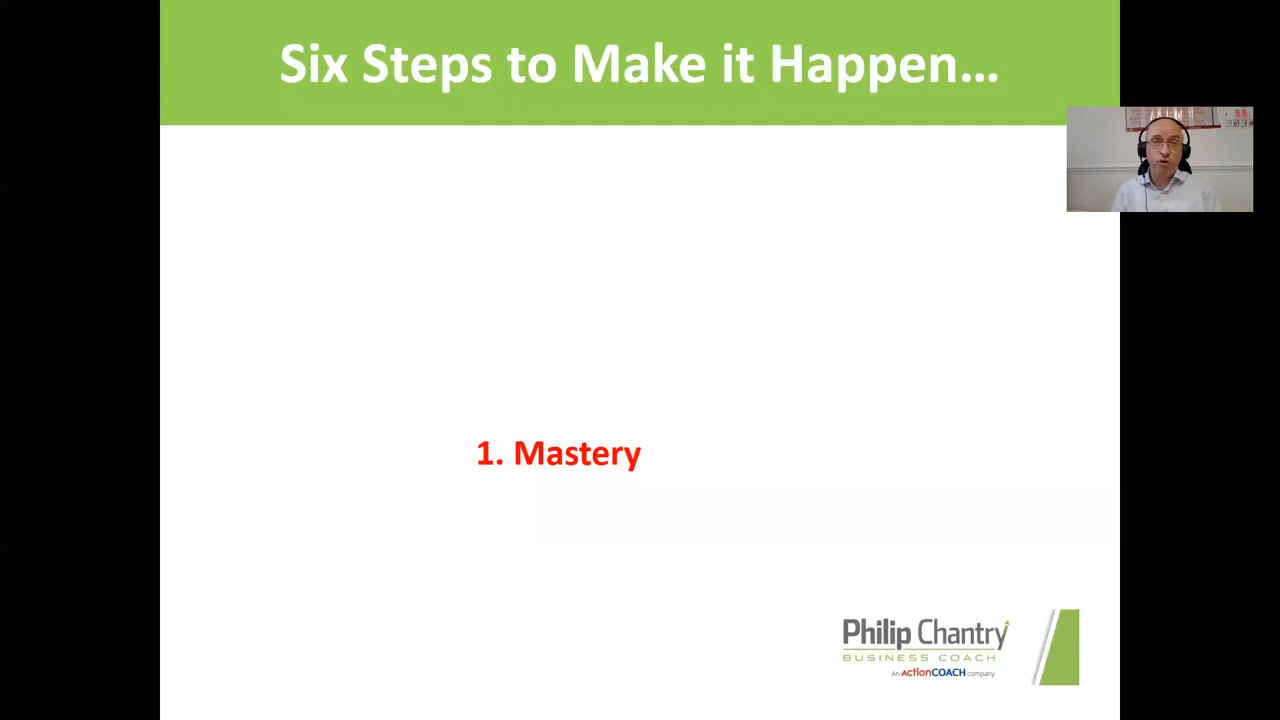 Six Steps to Make it Happen...
1. Mastery
Philip Chantry
BUSINESS COACH
An ACTiONCOACH company